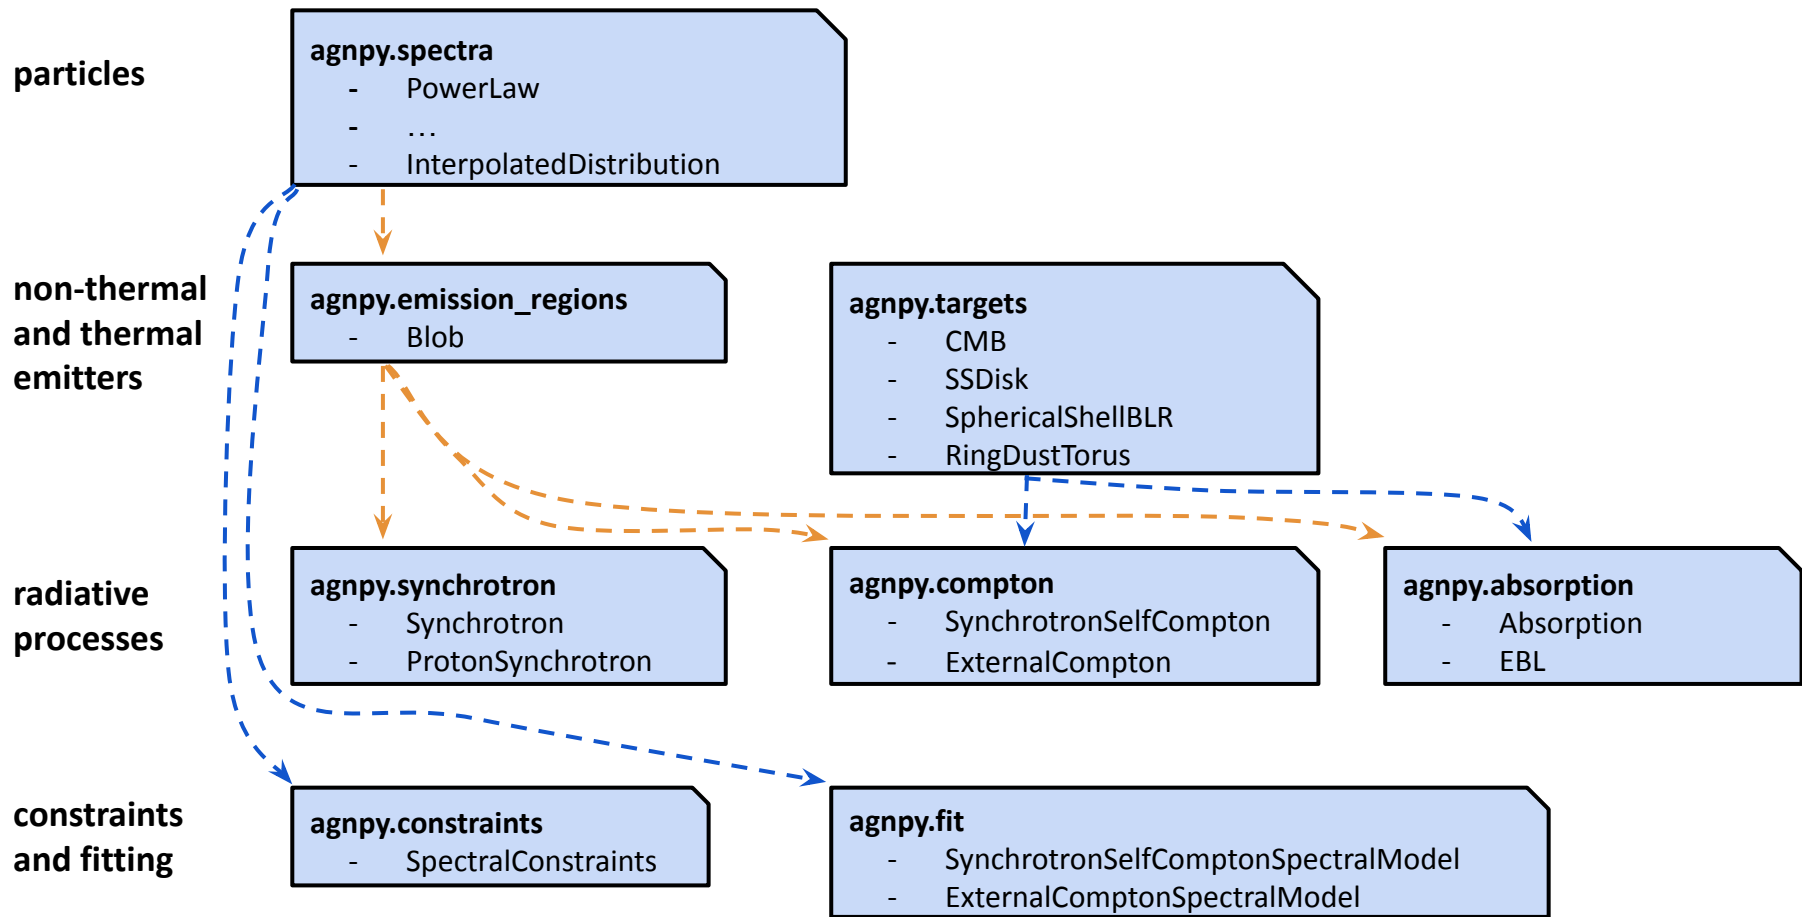 particles
agnpy.spectra
- PowerLaw
- ...
- InterpolatedDistribution
non-thermal
and thermal
emitters
agnpy.emission_regions
- Blob
agnpy.targets
- CMB
- SSDisk
- SphericalShellBLR
- RingDustTorus
radiative
processes
agnpy.synchrotron
- Synchrotron
- ProtonSynchrotron
agnpy.compton
- SynchrotronSelfCompton
- ExternalCompton
agnpy.absorption
- Absorption
- EBL
constraints
and fitting
agnpy.constraints
- SpectralConstraints
agnpy.fit
- SynchrotronSelfComptonSpectralModel
- ExternalComptonSpectralModel